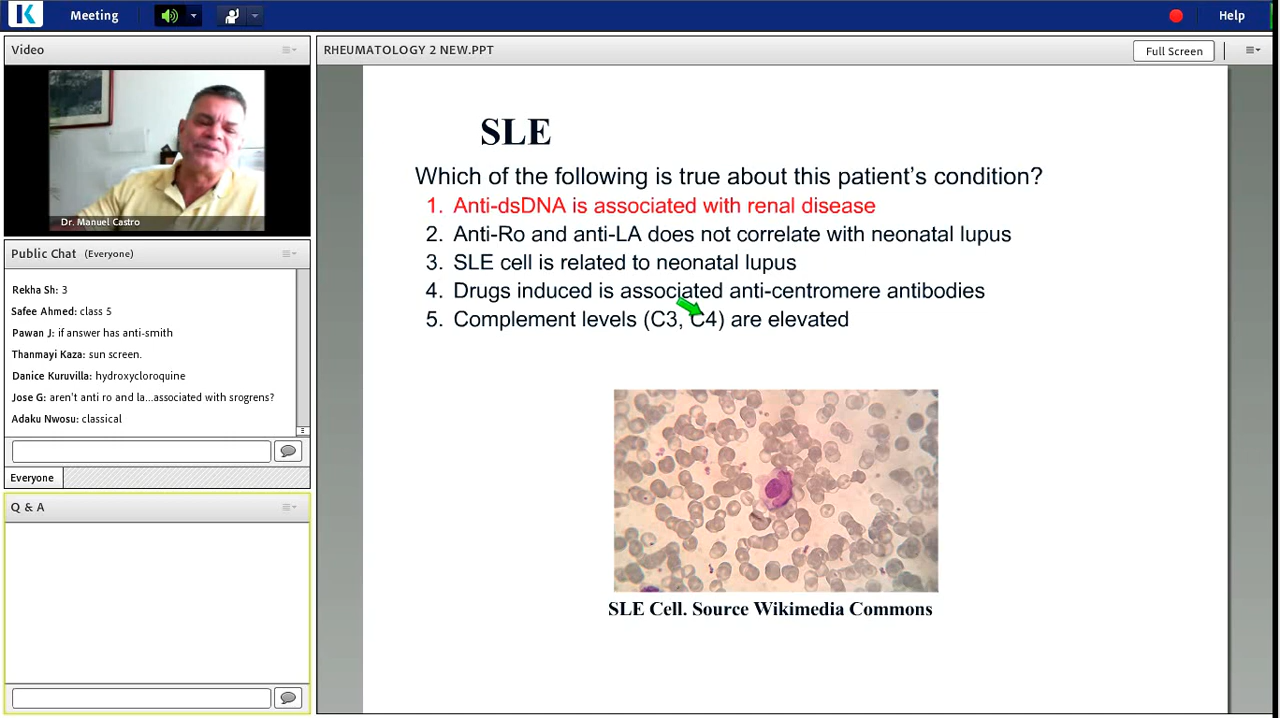 Meeting
Help
Video
Dr. Manuel Castro
Public Chat (Everyone)
Rekha Sh: 3
Safee Ahmed: class 5
Pawan J: if answer has anti-smith
Thanmayi Kaza: sun screen.
Danice Kuruvilla: hydroxycloroquine
Jose G: aren't anti ro and la...associated with srogrens?
Adaku Nwosu: classical
Everyone
Q & A
RHEUMATOLOGY 2 NEW.PPT
Full Screen
SLE
Which of the following is true about this patient's condition?
1. Anti-dsDNA is associated with renal disease
2. Anti-Ro and anti-LA does not correlate with neonatal lupus
3. SLE cell is related to neonatal lupus
4. Drugs induced is associated anti-centromere antibodies
5. Complement levels (C3, C4) are elevated
SLE Cell. Source Wikimedia Commons